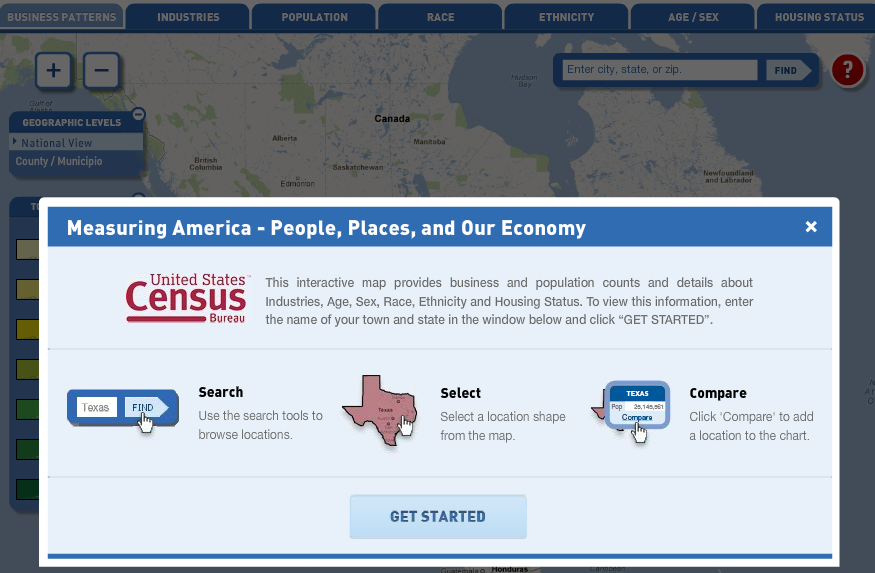 BUSINESS PATTERNS
INDUSTRIES
POPULATION
RACE
ETHNICITY
AGE / SEX
HOUSING STATUS
+
−
Enter city, state, or zip.
FIND
?
Hudson
Bay
Gulf of
Alaska
GEOGRAPHIC LEVELS
National View
County / Municipio
Canada
Alberta
Manitoba
British
Columbia
Saskatchewan
Edmonton
Newfoundland
and Labrador
Measuring America - People, Places, and Our Economy
×
United States
Census
Bureau
This interactive map provides business and population counts and details about
Industries, Age, Sex, Race, Ethnicity and Housing Status. To view this information, enter
the name of your town and state in the window below and click “GET STARTED”.
Texas
FIND
Search
Use the search tools to
browse locations.
Texas
Select
Select a location shape
from the map.
TEXAS
Pop 25,145,561
Compare
Compare
Click 'Compare' to add
a location to the chart.
GET STARTED
Guatemala
Honduras
Caribbean